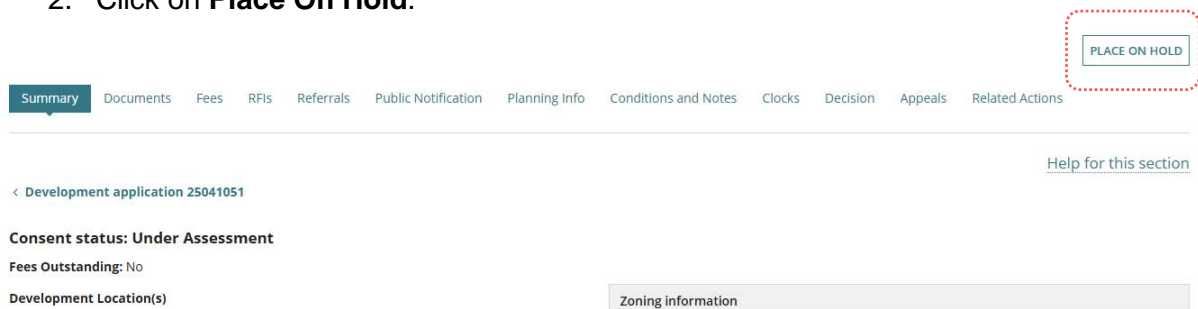 2. Click on Place On Hold.
PLACE ON HOLD
Summary Documents Fees RFIs Referrals Public Notification Planning Info Conditions and Notes Clocks Decision Appeals Related Actions
Help for this section
< Development application 25041051
Consent status: Under Assessment
Fees Outstanding: No
Development Location(s)
Zoning information